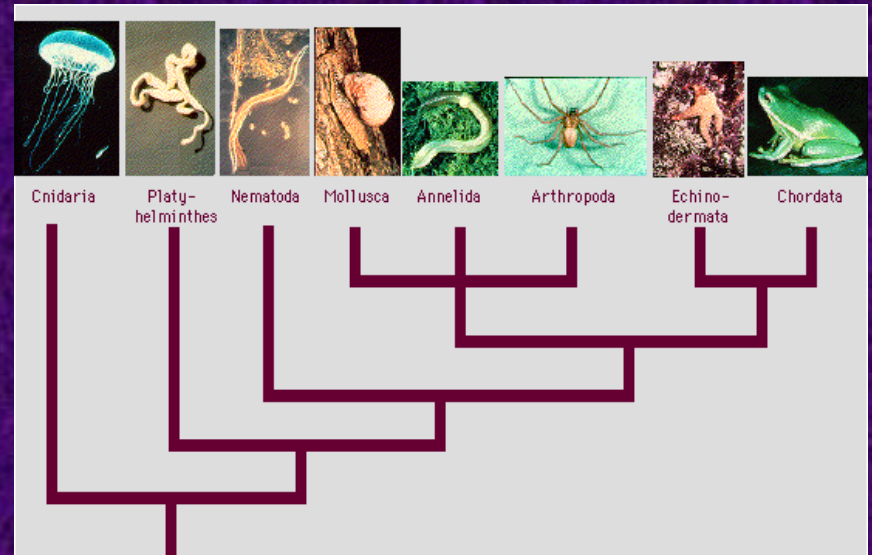 Cnidaria
Platy-
helminthes
Nematoda
Mollusca
Annelida
Arthropoda
Echino-
dermata
Chordata